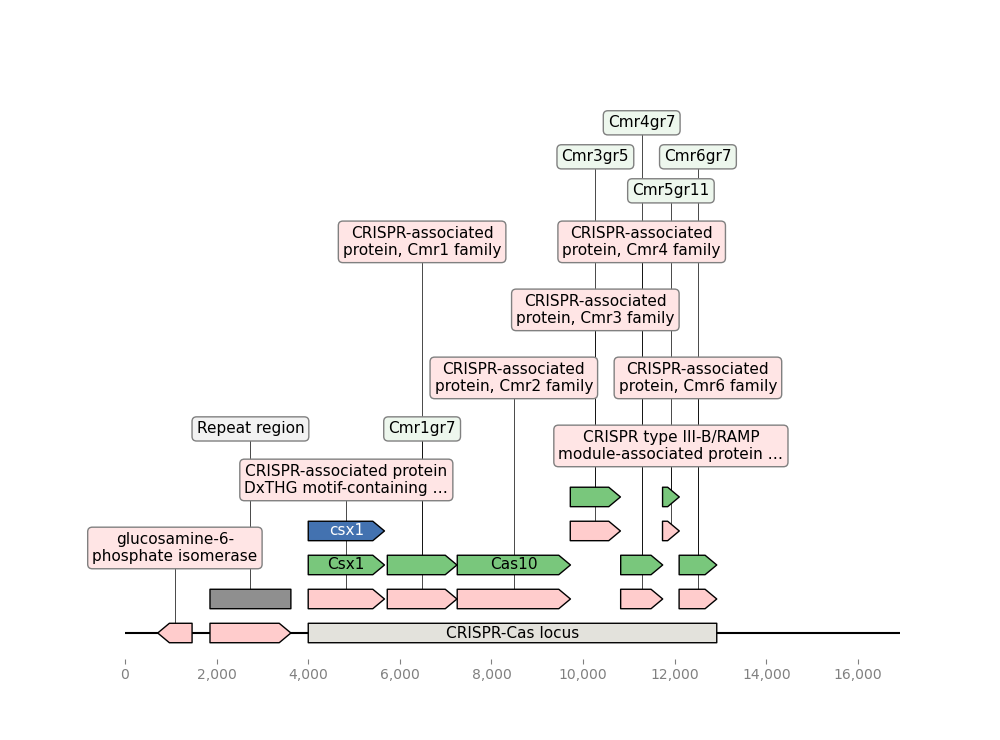 Cmr4gr7
Cmr3gr5
Cmr6gr7
Cmr5gr11
CRISPR-associated
protein, Cmr1 family
CRISPR-associated
protein, Cmr4 family
CRISPR-associated
protein, Cmr3 family
CRISPR-associated
protein, Cmr2 family
CRISPR-associated
protein, Cmr6 family
Repeat region
Cmr1gr7
CRISPR type III-B/RAMP
module-associated protein …
CRISPR-associated protein
DxTHG motif-containing …
csx1
glucosamine-6-
phosphate isomerase
Csx1
Cas10
CRISPR-Cas locus
0
2,000
4,000
6,000
8,000
10,000
12,000
14,000
16,000